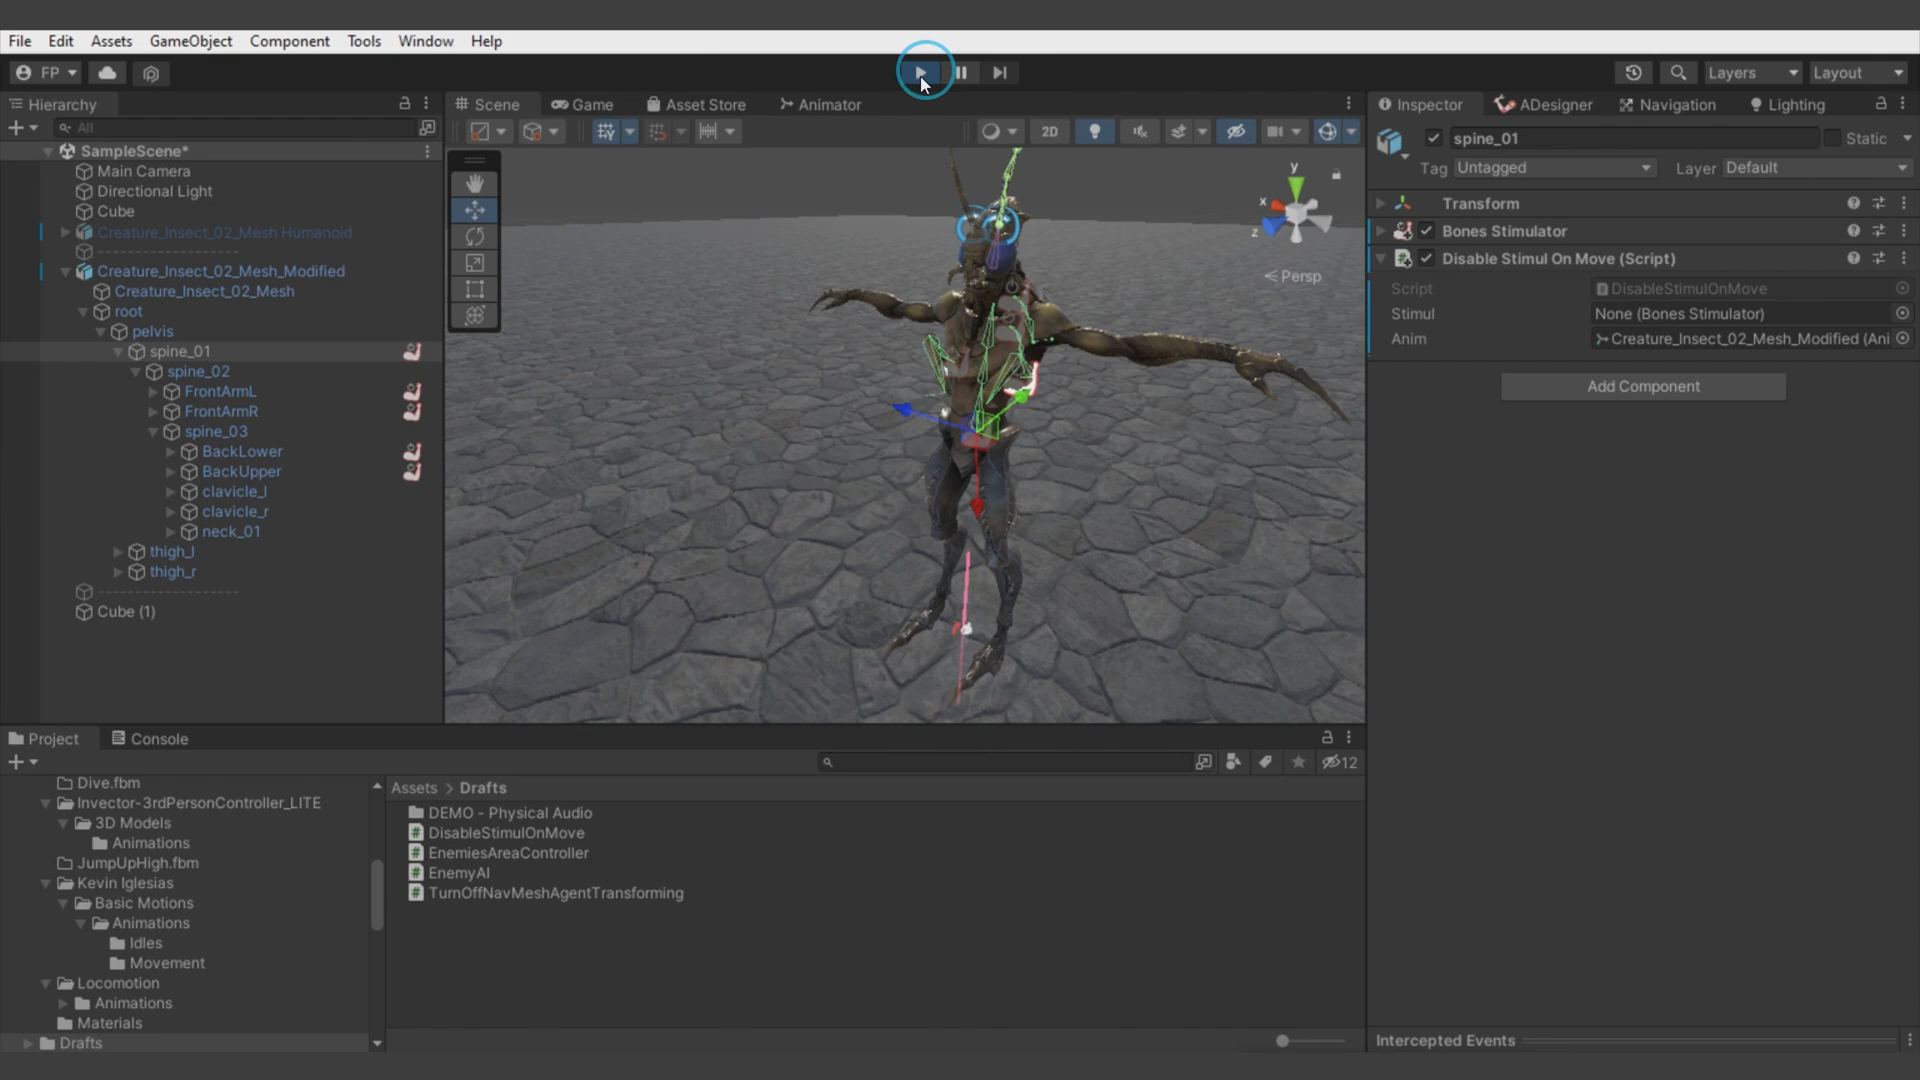 File Edit Assets GameObject Component Tools Window Help
FP
Layers
Layout
Hierarchy
Scene
Game
Asset Store
Animator
Inspector
ADesigner
Navigation
Lighting
All
2D
SampleScene*
Main Camera
Directional Light
Cube
Creature_Insect_02_Mesh Humanoid
--------------------
Creature_Insect_02_Mesh_Modified
Creature_Insect_02_Mesh
root
pelvis
spine_01
spine_02
FrontArmL
FrontArmR
spine_03
BackLower
BackUpper
clavicle_l
clavicle_r
neck_01
thigh_l
thigh_r
--------------------
Cube (1)
y
x
z
Persp
spine_01
Static
Tag Untagged
Layer Default
Transform
Bones Stimulator
Disable Stimul On Move (Script)
Script DisableStimulOnMove
Stimul None (Bones Stimulator)
Anim Creature_Insect_02_Mesh_Modified (Ani
Add Component
Project
Console
12
Dive.fbm
Invector-3rdPersonController_LITE
3D Models
Animations
JumpUpHigh.fbm
Kevin Iglesias
Basic Motions
Animations
Idles
Movement
Locomotion
Animations
Materials
Drafts
Assets > Drafts
DEMO - Physical Audio
DisableStimulOnMove
EnemiesAreaController
EnemyAI
TurnOffNavMeshAgentTransforming
Intercepted Events